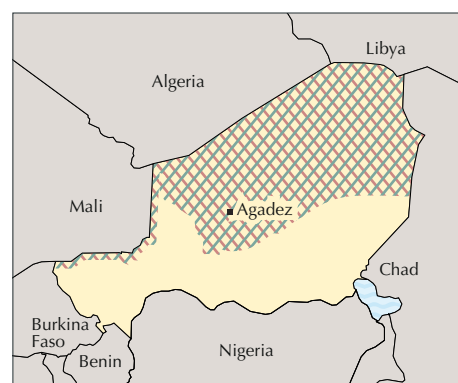 Libya
Algeria
Mali
Agadez
Chad
Burkina
Faso
Benin
Nigeria